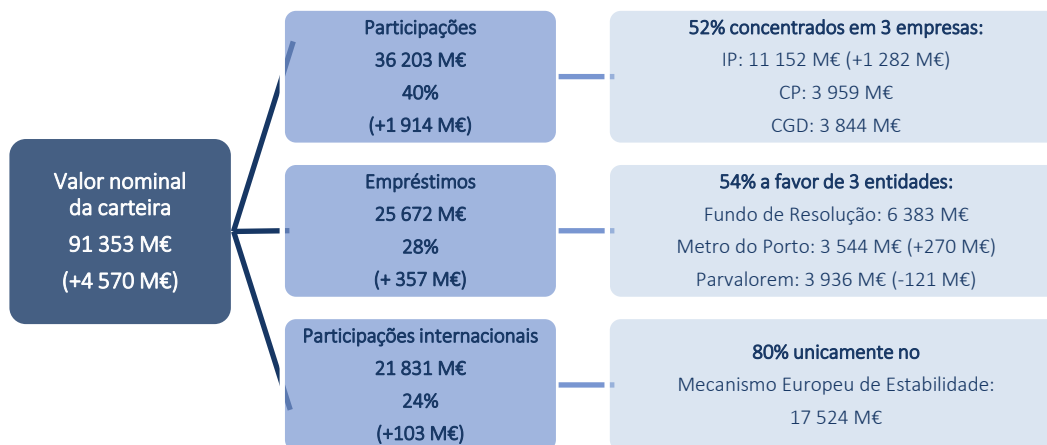 Valor nominal
da carteira
91 353 M€
(+4 570 M€)
Participações
36 203 M€
40%
(+1 914 M€)
52% concentrados em 3 empresas:
IP: 11 152 M€ (+1 282 M€)
CP: 3 959 M€
CGD: 3 844 M€
Empréstimos
25 672 M€
28%
(+ 357 M€)
54% a favor de 3 entidades:
Fundo de Resolução: 6 383 M€
Metro do Porto: 3 544 M€ (+270 M€)
Parvalorem: 3 936 M€ (-121 M€)
Participações internacionais
21 831 M€
24%
(+103 M€)
80% unicamente no
Mecanismo Europeu de Estabilidade:
17 524 M€